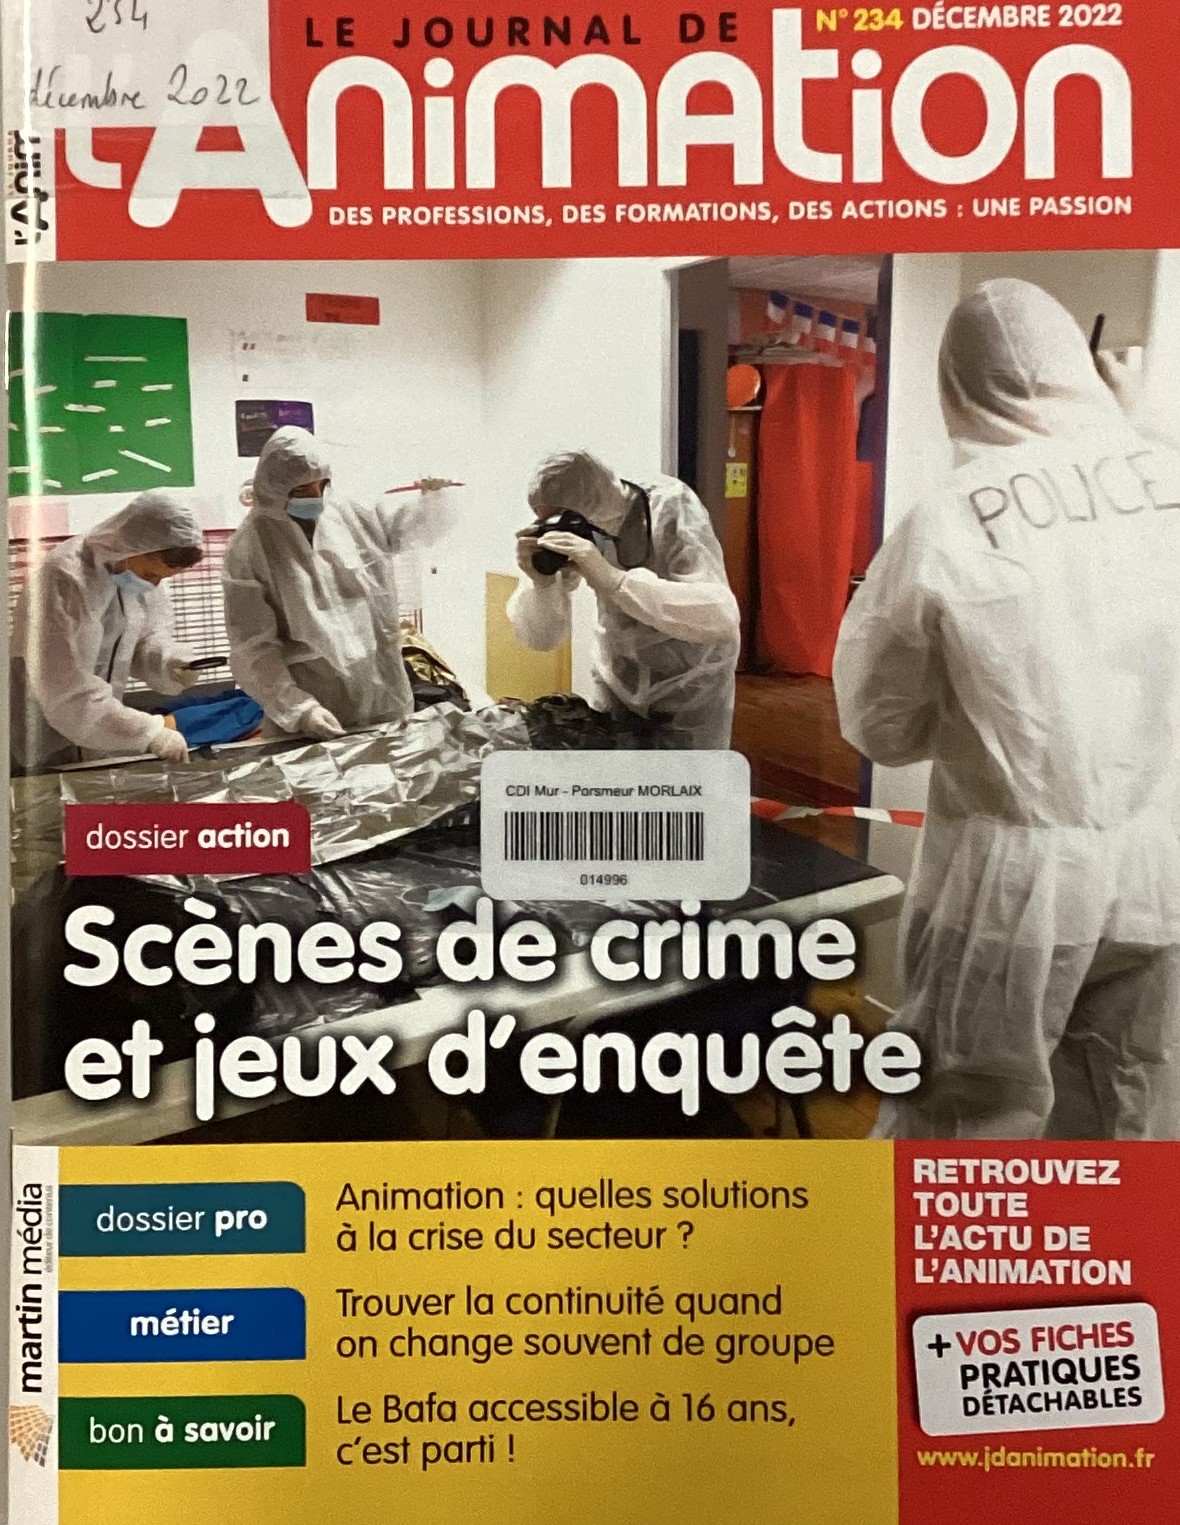 234
décembre 2022
LE JOURNAL DE
N° 234 DÉCEMBRE 2022
l'Animation
DES PROFESSIONS, DES FORMATIONS, DES ACTIONS : UNE PASSION
POLICE
CDI Mur - Porsmeur MORLAIX
014996
dossier action
Scènes de crime
et jeux d'enquête
martin média
éditeur de contenus
dossier pro
Animation : quelles solutions
à la crise du secteur ?
métier
Trouver la continuité quand
on change souvent de groupe
bon à savoir
Le Bafa accessible à 16 ans,
c'est parti !
RETROUVEZ
TOUTE
L'ACTU DE
L'ANIMATION
+ VOS FICHES
PRATIQUES
DÉTACHABLES
www.jdanimation.fr